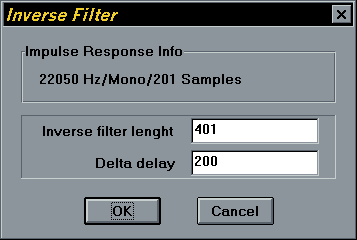 Inverse Filter
Impulse Response Info
22050 Hz/Mono/201 Samples
Inverse filter lenght 401
Delta delay 200
OK Cancel